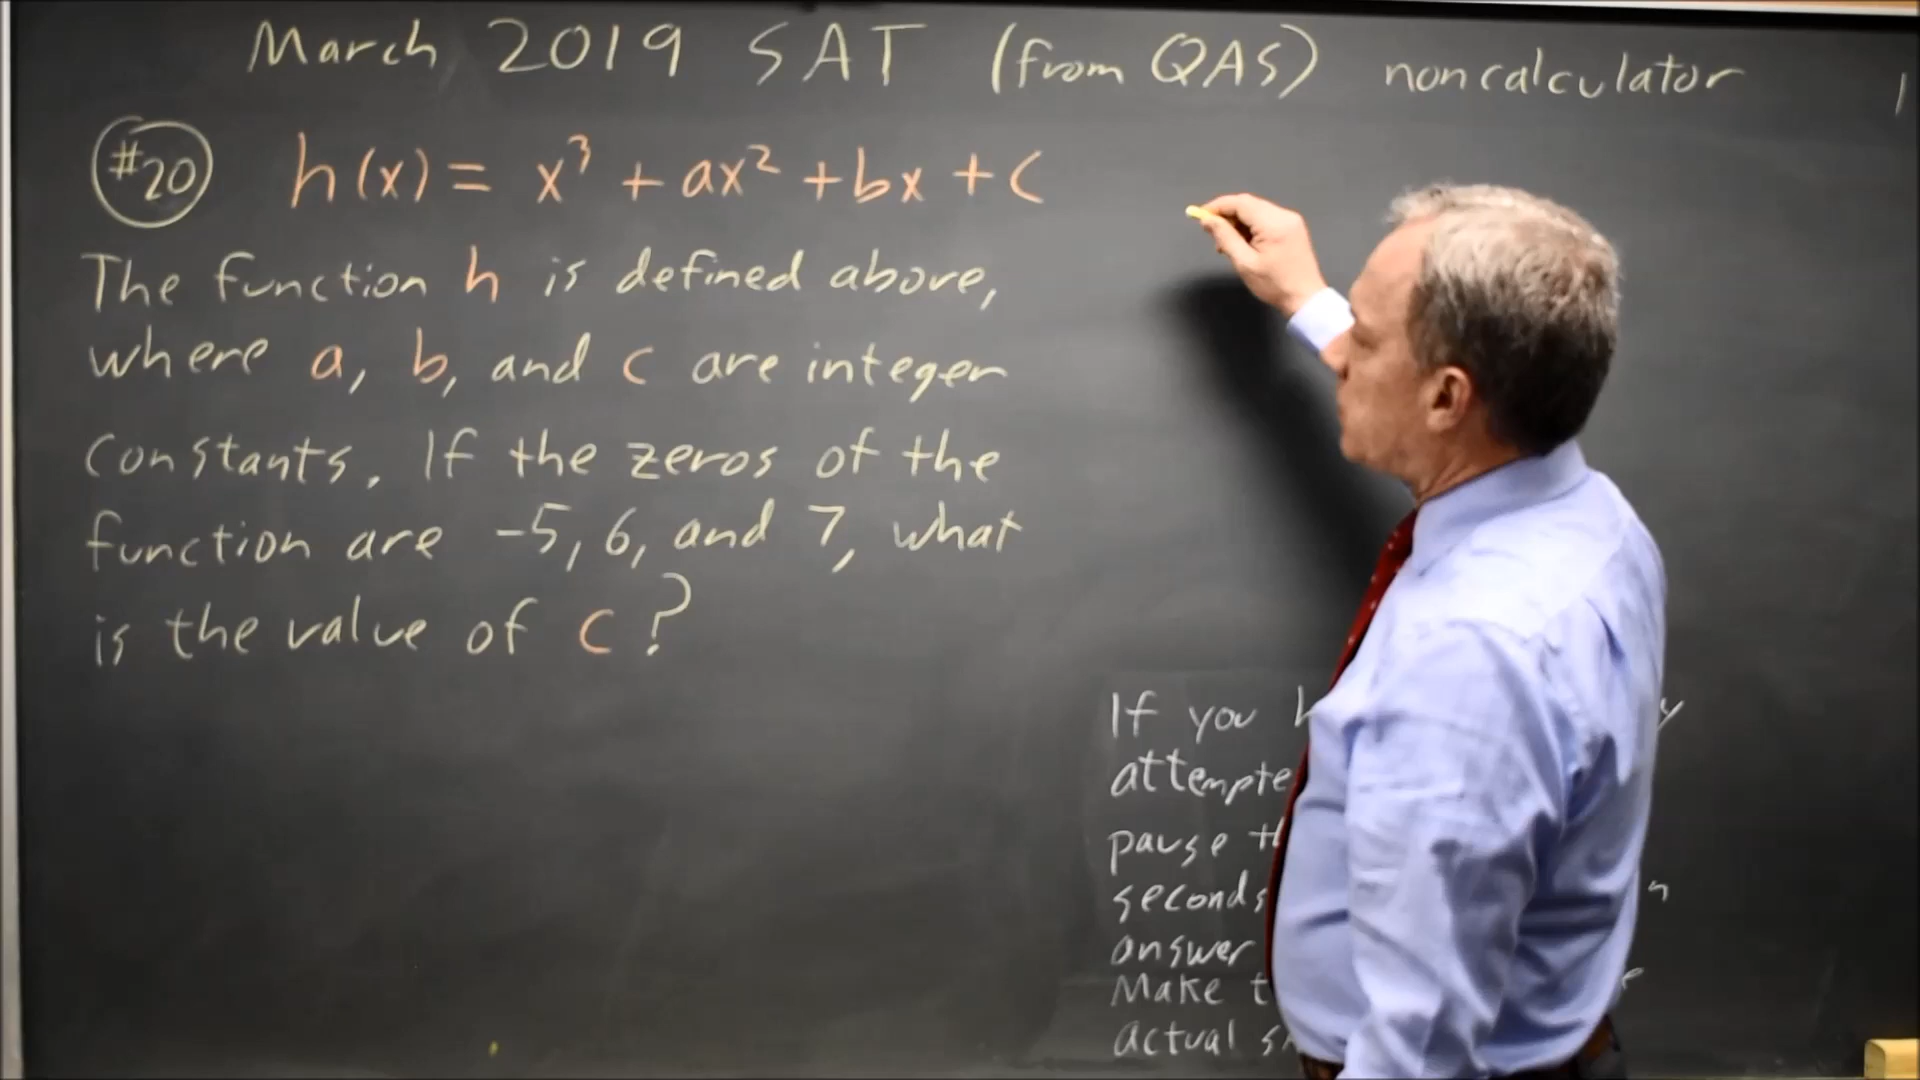 March 2019 SAT (from QAS) noncalculator 1
#20 h(x) = x³ + ax² + bx + c
The function h is defined above,
where a, b, and c are integer
constants. If the zeros of the
function are -5, 6, and 7, what
is the value of c?
If you
pause
seconds
answer
Make
actual